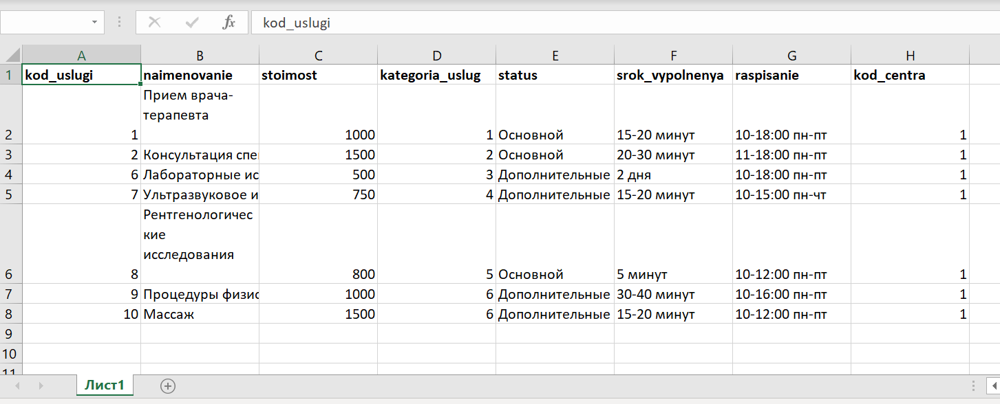 kod_uslugi
A B C D E F G H
1 kod_uslugi naimenovanie stoimost kategoria_uslug status srok_vypolnenya raspisanie kod_centra
Прием врача-
терапевта
2 1 1000 1 Основной 15-20 минут 10-18:00 пн-пт 1
3 2 Консультация спе 1500 2 Основной 20-30 минут 11-18:00 пн-пт 1
4 6 Лабораторные ис 500 3 Дополнительные 2 дня 10-18:00 пн-пт 1
5 7 Ультразвуковое и 750 4 Дополнительные 15-20 минут 10-15:00 пн-чт 1
Рентгенологичес
кие
исследования
6 8 800 5 Основной 5 минут 10-12:00 пн-пт 1
7 9 Процедуры физис 1000 6 Дополнительные 30-40 минут 10-16:00 пн-пт 1
8 10 Массаж 1500 6 Дополнительные 15-20 минут 10-12:00 пн-пт 1
9
10
11
Лист1